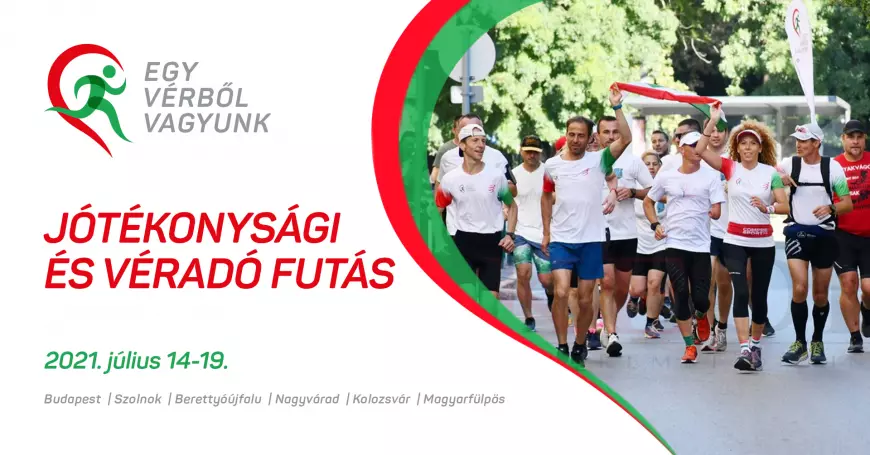 EGY
VÉRBŐL
VAGYUNK
JÓTÉKONYSÁGI
ÉS VÉRADÓ FUTÁS
2021. július 14-19.
Budapest | Szolnok | Berettyóújfalu | Nagyvárad | Kolozsvár | Magyarfülpös